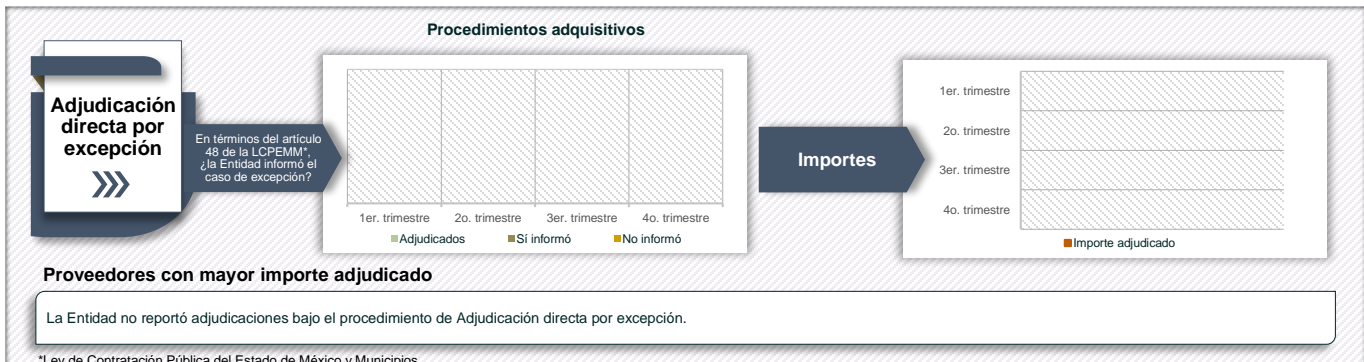 Procedimientos adquisitivos
Adjudicación
directa por
excepción
En términos del artículo
48 de la LCPEMM*,
¿la Entidad informó el
caso de excepción?
1er. trimestre 2o. trimestre 3er. trimestre 4o. trimestre
Adjudicados Sí informó No informó
Importes
1er. trimestre
2o. trimestre
3er. trimestre
4o. trimestre
Importe adjudicado
Proveedores con mayor importe adjudicado
La Entidad no reportó adjudicaciones bajo el procedimiento de Adjudicación directa por excepción.
*Ley de Contratación Pública del Estado de México y Municipios